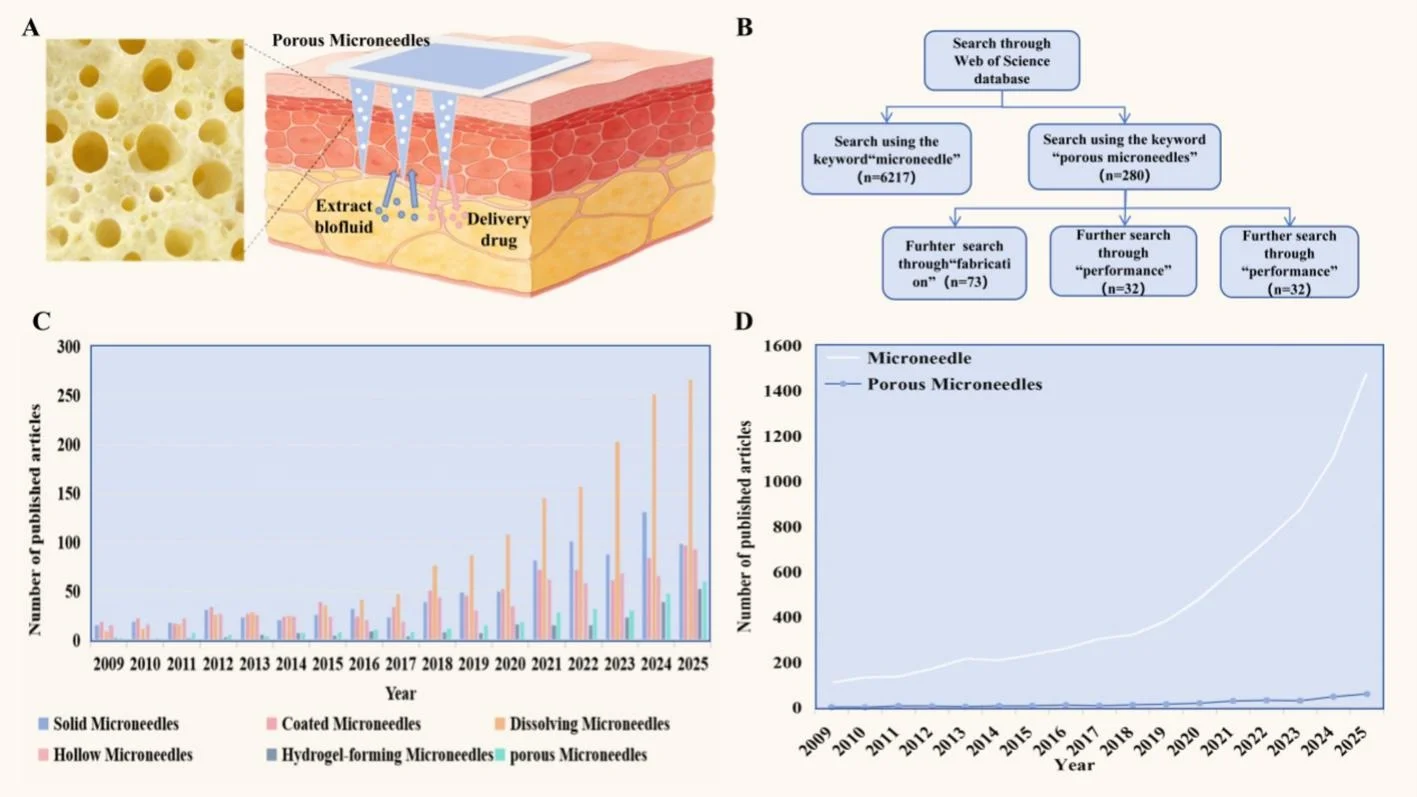 A
Porous Microneedles
Extract
blofluid
Delivery
drug
B
Search through
Web of Science
database
Search using the
keyword“microneedle”
(n=6217)
Search using the keyword
“porous microneedles”
(n=280)
Furhter search
through“fabricati
on”（n=73)
Further search
through
“performance”
(n=32)
Further search
through
“performance”
(n=32)
C
Number of published articles
300
250
200
150
100
50
0
2009 2010 2011 2012 2013 2014 2015 2016 2017 2018 2019 2020 2021 2022 2023 2024 2025
Year
Solid Microneedles
Coated Microneedles
Dissolving Microneedles
Hollow Microneedles
Hydrogel-forming Microneedles
porous Microneedles
D
Number of published articles
1600
1400
1200
1000
800
600
400
200
0
Microneedle
Porous Microneedles
2009 2010 2011 2012 2013 2014 2015 2016 2017 2018 2019 2020 2021 2022 2023 2024 2025
Year